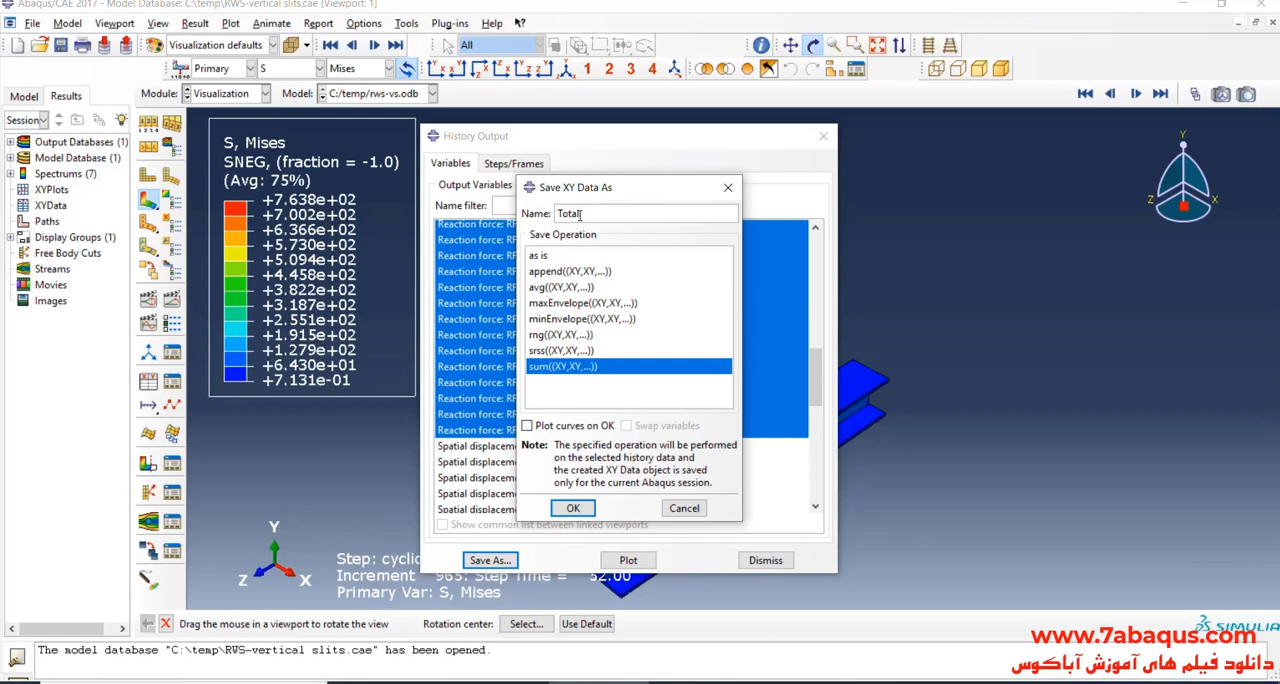 Abaqus/CAE 2017 - C:\temp\RWS-vertical slits.cae [Viewport: 1]
File Model Viewport View Result Plot Animate Report Options Tools Plug-ins Help
Visualization defaults All
Primary S Mises 1 2 3 4
Model Results Module: Visualization Model: C:/temp/rws-vs.odb
Session
Output Databases (1)
Model Database (1)
Spectrums (7)
XYPlots
XYData
Paths
Display Groups (1)
Free Body Cuts
Streams
Movies
Images
S, Mises
SNEG, (fraction = -1.0)
(Avg: 75%)
+7.638e+02
+7.002e+02
+6.366e+02
+5.730e+02
+5.094e+02
+4.458e+02
+3.822e+02
+3.187e+02
+2.551e+02
+1.915e+02
+1.279e+02
+6.430e+01
+7.131e-01
History Output
Variables Steps/Frames
Output Variables
Name filter:
Reaction force: RF
Reaction force: RF
Reaction force: RF
Reaction force: RF
Reaction force: RF
Reaction force: RF
Reaction force: RF
Reaction force: RF
Reaction force: RF
Reaction force: RF
Reaction force: RF
Reaction force: RF
Reaction force: RF
Reaction force: RF
Spatial displacem
Spatial displacem
Spatial displacem
Spatial displacem
Spatial displacem
Show common list between linked viewports
Save As... Plot Dismiss
Save XY Data As
Name: Total
Save Operation
as is
append((XY,XY,...))
avg((XY,XY,...))
maxEnvelope((XY,XY,...))
minEnvelope((XY,XY,...))
rng((XY,XY,...))
srss((XY,XY,...))
sum((XY,XY,...))
Plot curves on OK Swap variables
Note: The specified operation will be performed
on the selected history data and
the created XY Data object is saved
only for the current Abaqus session.
OK Cancel
Y
Z X
Y
Z X
Step: cyclic
Increment 965: Step Time = 52.00
Primary Var: S, Mises
Drag the mouse in a viewport to rotate the view Rotation center: Select... Use Default
SIMULIA
The model database "C:\temp\RWS-vertical slits.cae" has been opened.
www.7abaqus.com
دانلود فیلم های آموزش آباکوس